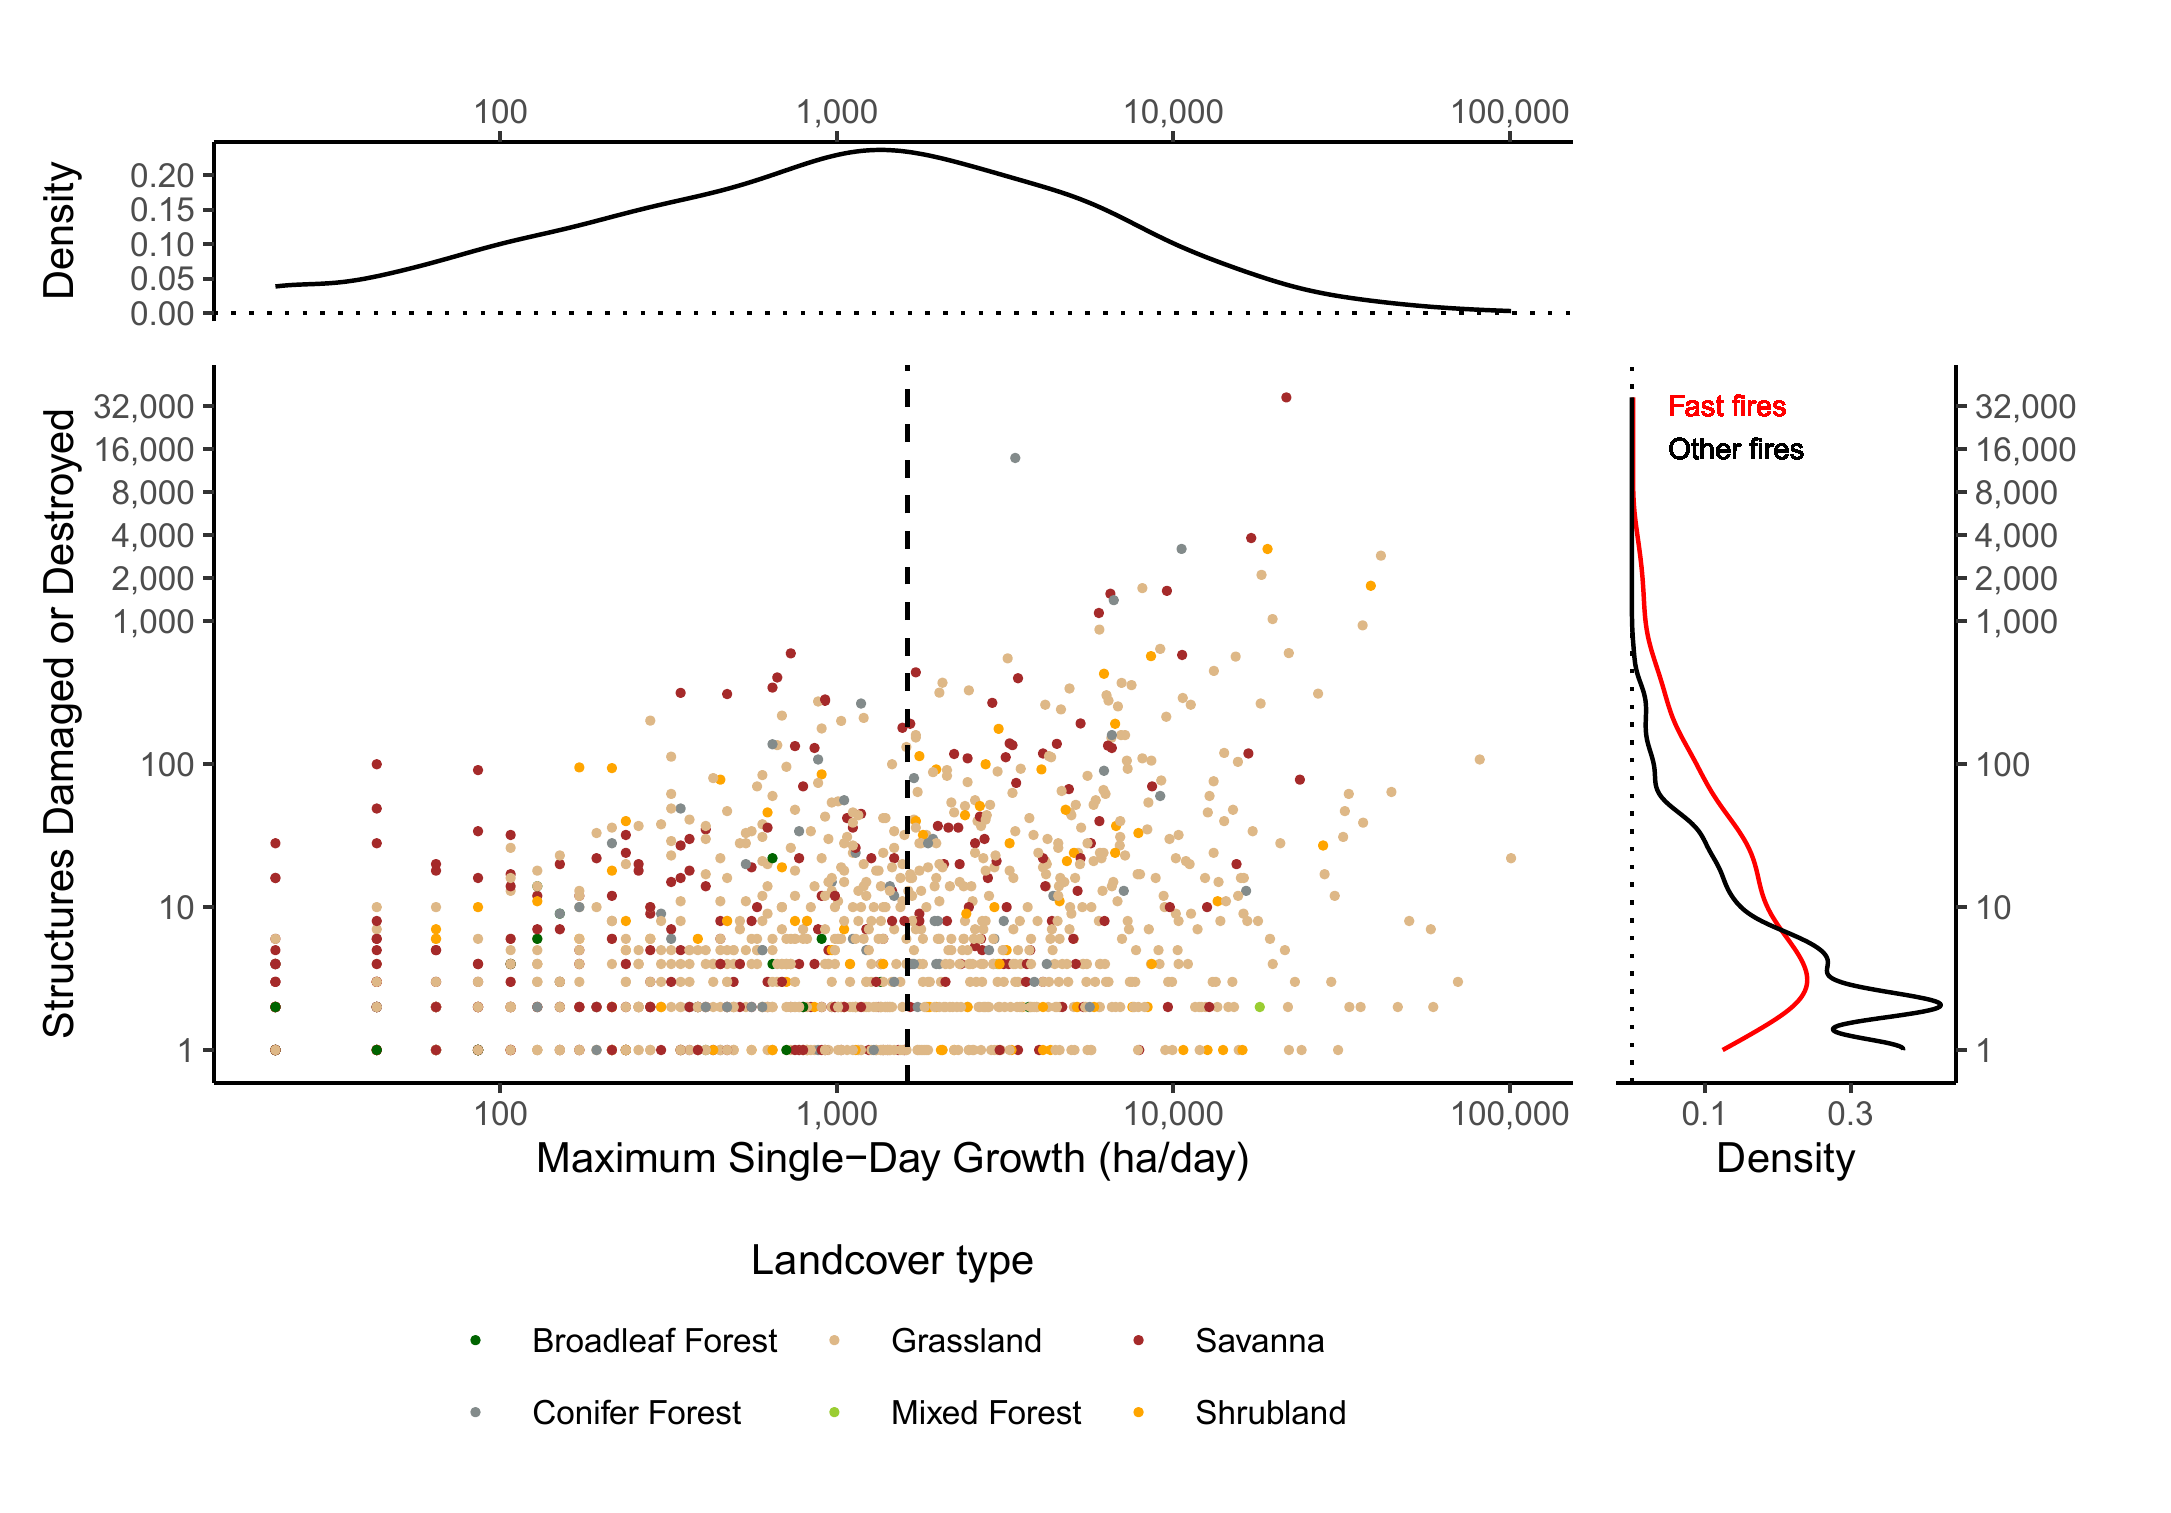 100 1,000 10,000 100,000
Density
0.20
0.15
0.10
0.05
0.00
Structures Damaged or Destroyed
32,000
16,000
8,000
4,000
2,000
1,000
100
10
1
100 1,000 10,000 100,000
Maximum Single−Day Growth (ha/day)
Fast fires
Other fires
32,000
16,000
8,000
4,000
2,000
1,000
100
10
1
0.1 0.3
Density
Landcover type
Broadleaf Forest Grassland Savanna
Conifer Forest Mixed Forest Shrubland